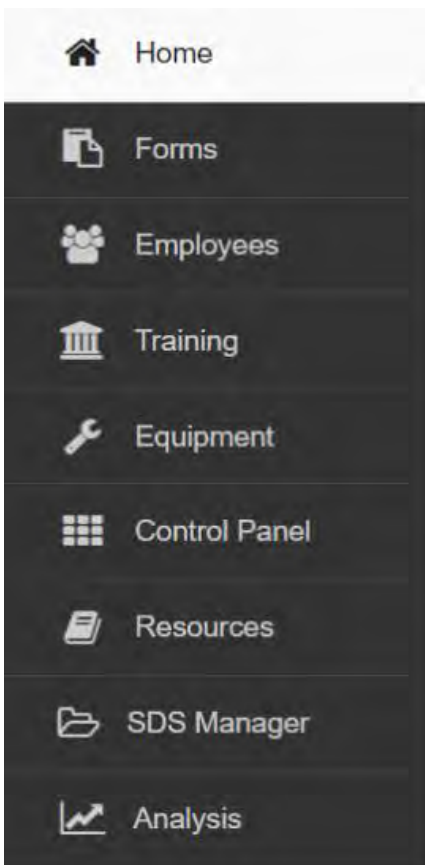 Home
Forms
Employees
Training
Equipment
Control Panel
Resources
SDS Manager
Analysis